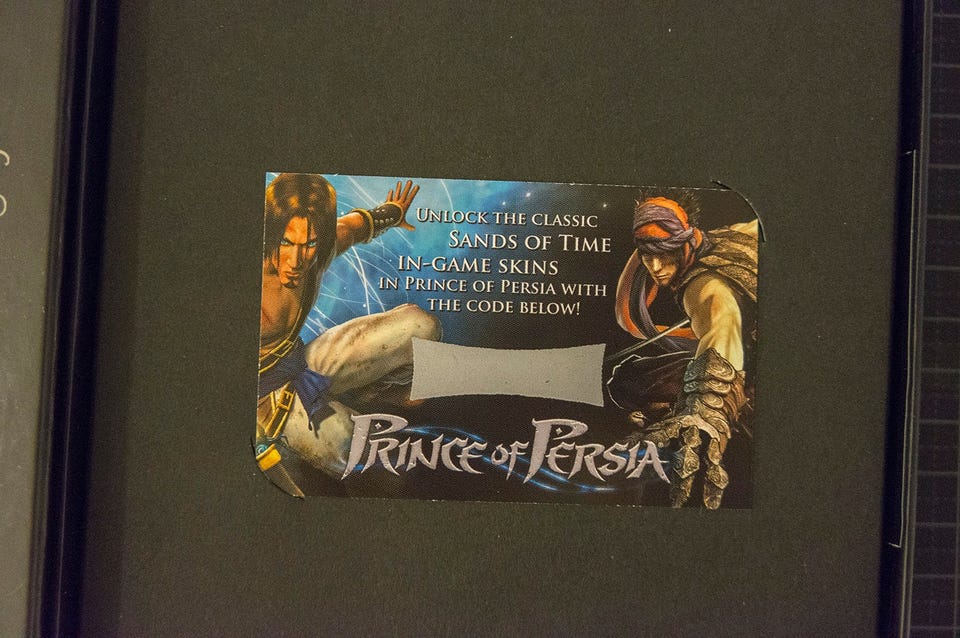 UNLOCK THE CLASSIC
SANDS OF TIME
IN-GAME SKINS
IN PRINCE OF PERSIA WITH
THE CODE BELOW!
PRINCE OF PERSIA